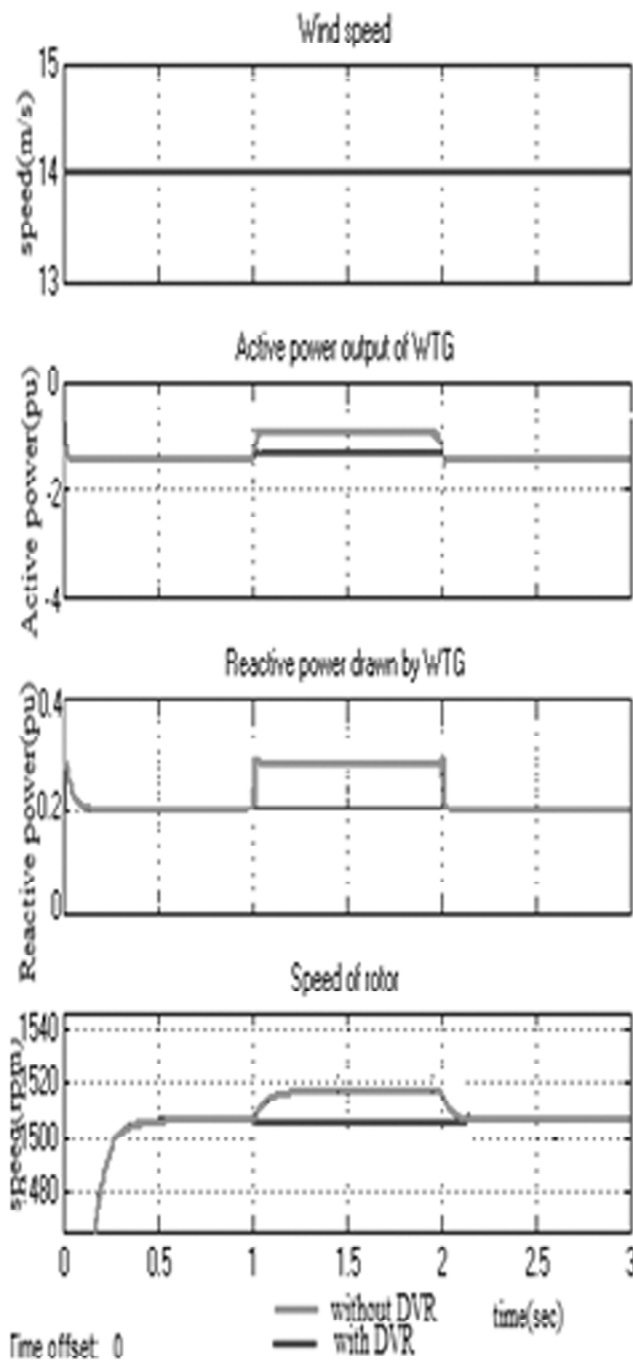 Wind speed
15
14
13
speed(m/s)
Active power output of WTG
0
-2
-4
Active power(pu)
Reactive power drawn by WTG
0.4
0.2
0
Reactive power(pu)
Speed of rotor
1540
1520
1500
1480
speed(rpm)
0 0.5 1 1.5 2 2.5 3
without DVR time(sec)
with DVR
Time offset: 0